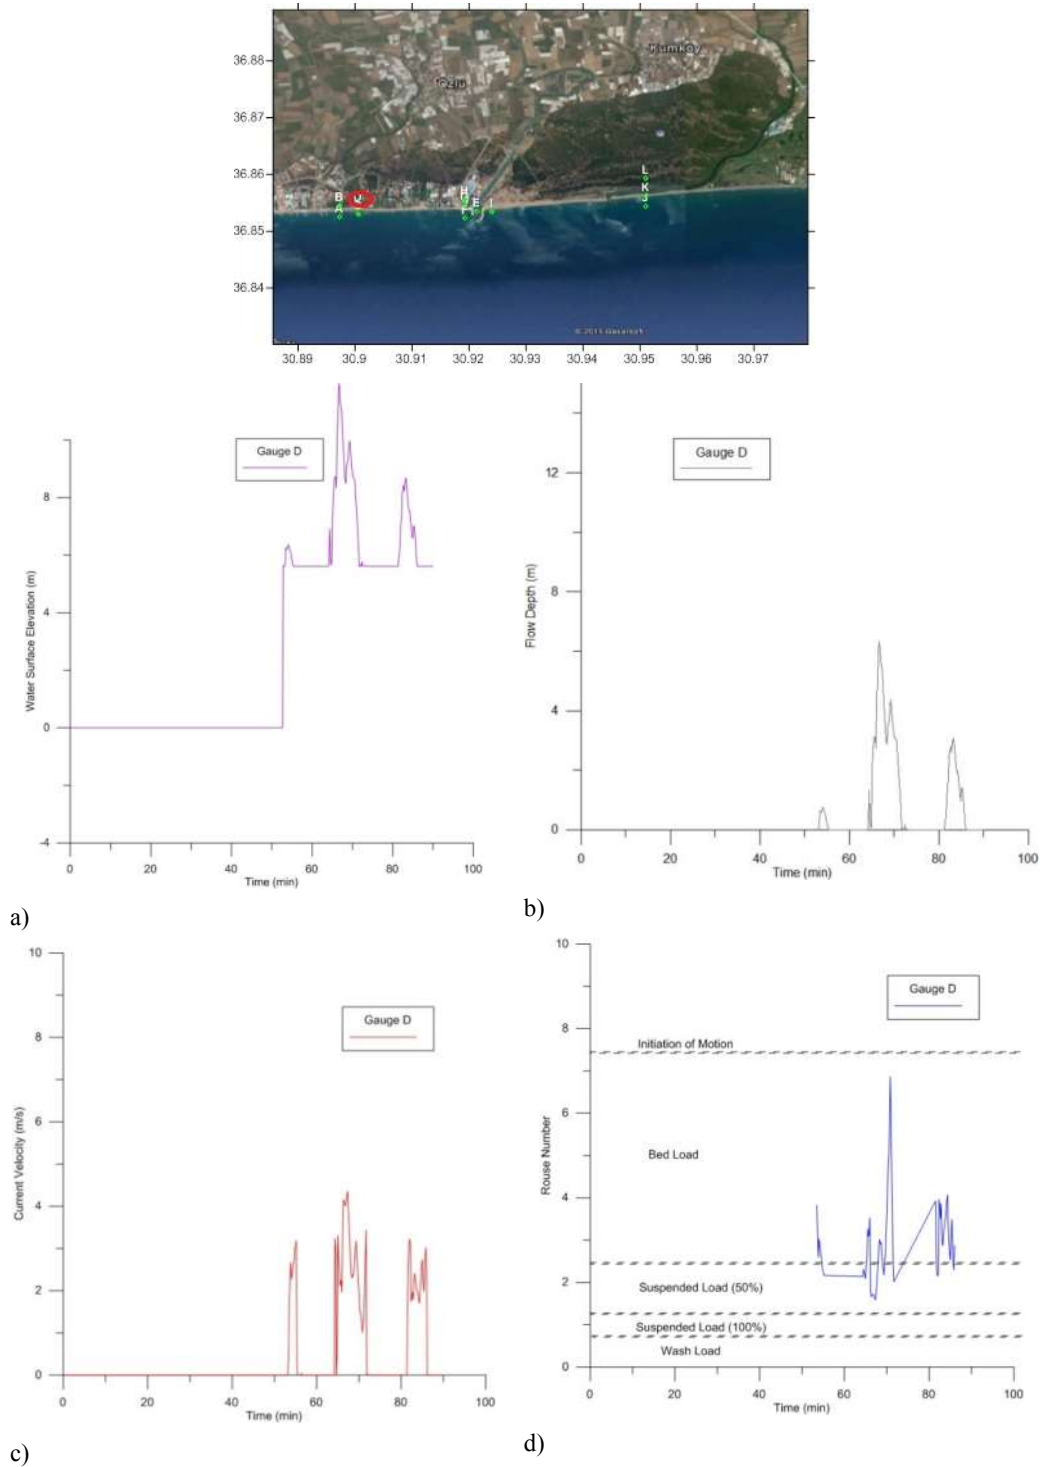 36.88
36.87
36.86
36.85
36.84
Kumköy
L
K
J
B
A
H
E
I
30.89 30.9 30.91 30.92 30.93 30.94 30.95 30.96 30.97
Gauge D
Water Surface Elevation (m)
8
4
0
-4
0 20 40 60 80 100
Time (min)
a)
Gauge D
Flow Depth (m)
12
8
4
0
0 20 40 60 80 100
Time (min)
b)
Gauge D
Current Velocity (m/s)
10
8
6
4
2
0
0 20 40 60 80 100
Time (min)
c)
Gauge D
Rouse Number
10
8
6
4
2
0
Initiation of Motion
Bed Load
Suspended Load (50%)
Suspended Load (100%)
Wash Load
0 20 40 60 80 100
Time (min)
d)